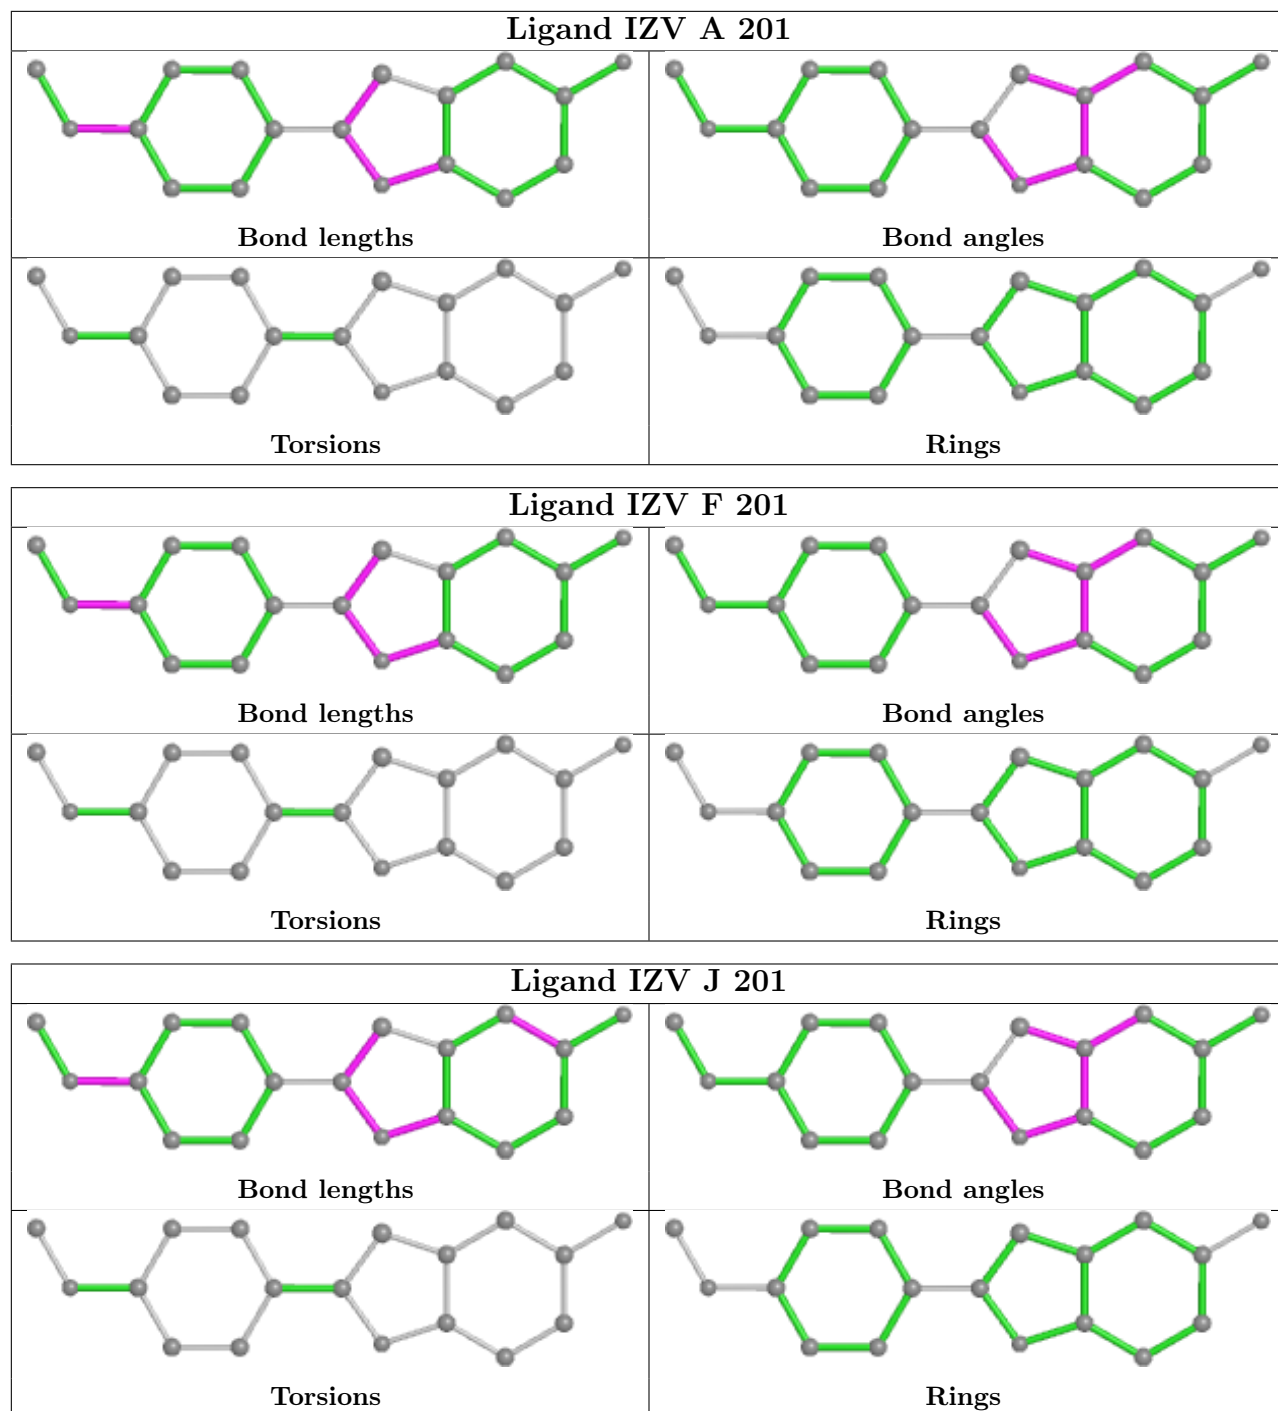 Ligand IZV A 201
Bond lengths
Bond angles
Torsions
Rings
Ligand IZV F 201
Bond lengths
Bond angles
Torsions
Rings
Ligand IZV J 201
Bond lengths
Bond angles
Torsions
Rings